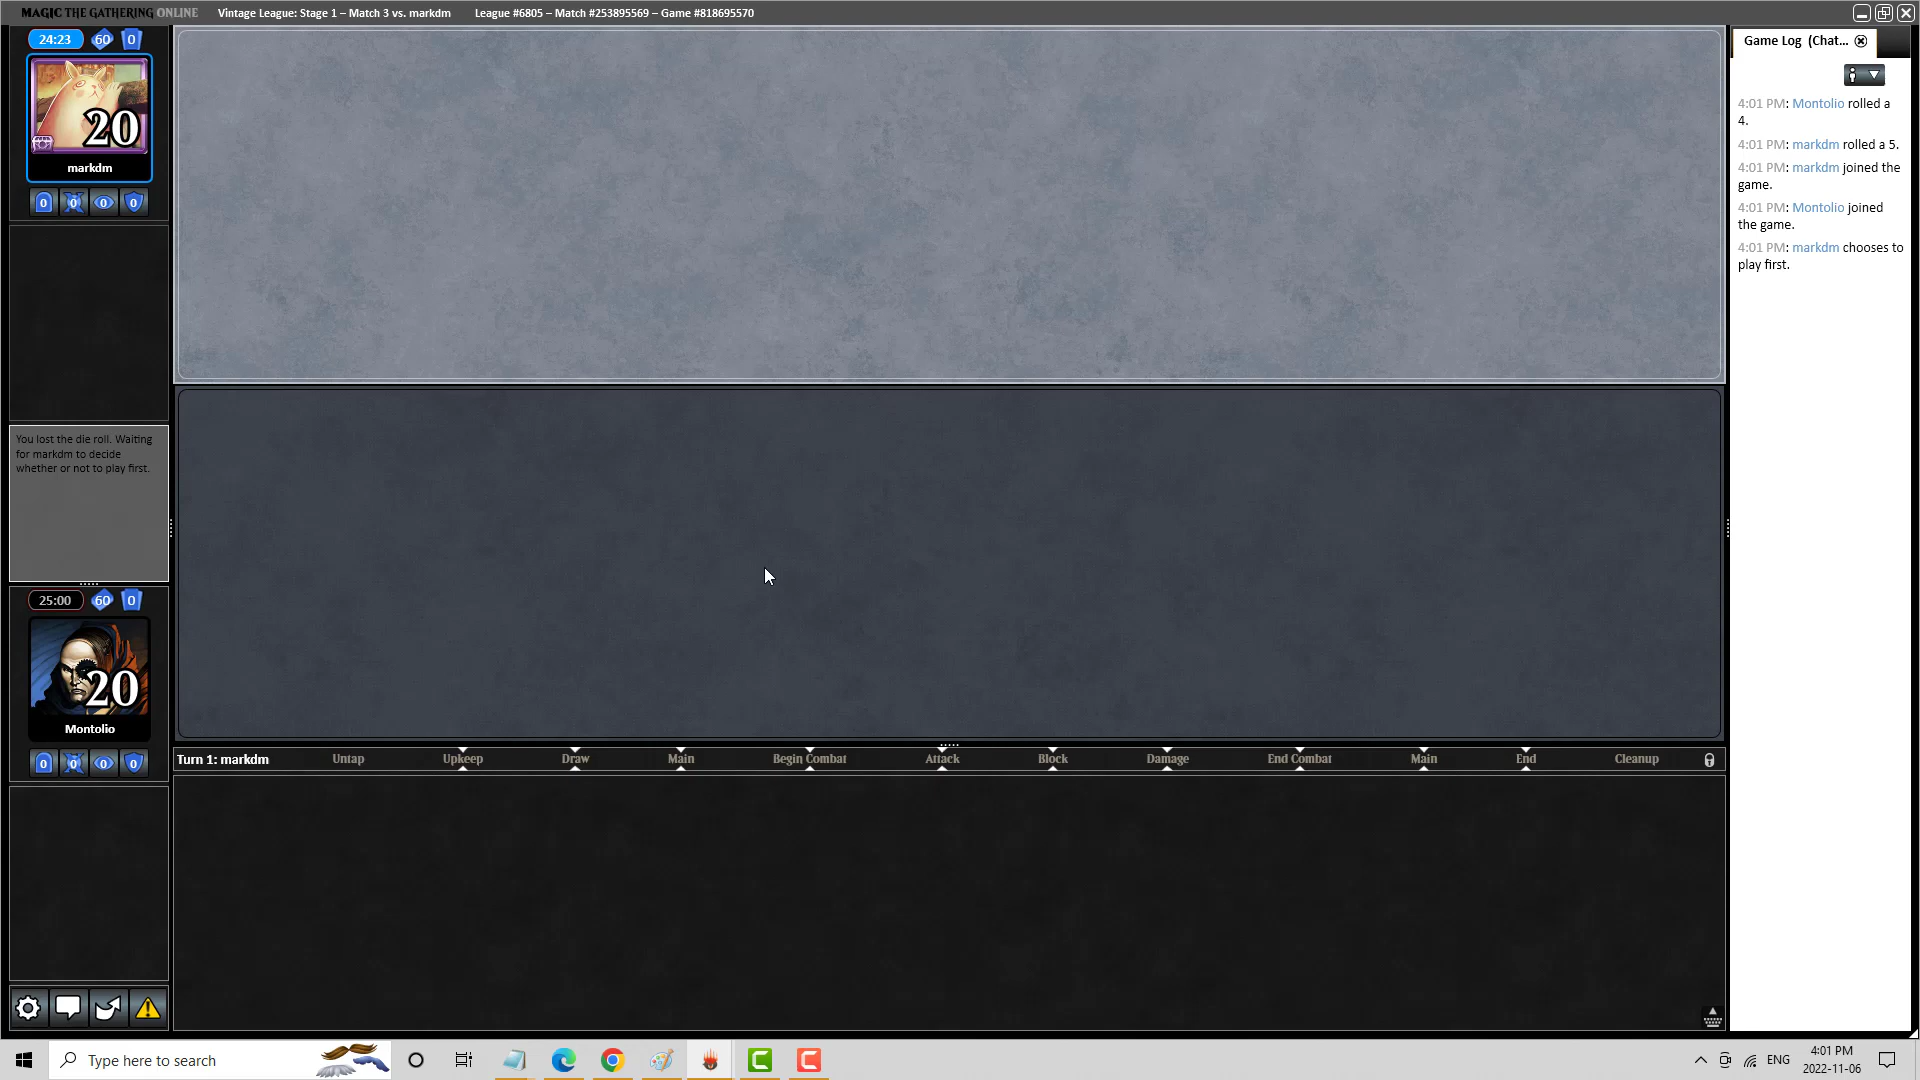 MAGIC THE GATHERING ONLINE
Vintage League: Stage 1 – Match 3 vs. markdm
League #6805 – Match #253895569 – Game #818695570
24:23
60
0
20
markdm
0
0
0
0
You lost the die roll. Waiting
for markdm to decide
whether or not to play first.
25:00
60
0
20
Montolio
0
0
0
0
Turn 1: markdm
Untap
Upkeep
Draw
Main
Begin Combat
Attack
Block
Damage
End Combat
Main
End
Cleanup
Game Log (Chat...
4:01 PM: Montolio rolled a
4.
4:01 PM: markdm rolled a 5.
4:01 PM: markdm joined the
game.
4:01 PM: Montolio joined
the game.
4:01 PM: markdm chooses to
play first.
Type here to search
ENG
4:01 PM
2022-11-06